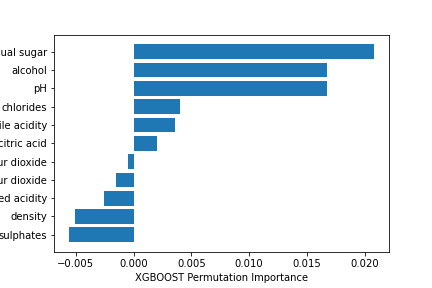 ual sugar
alcohol
pH
chlorides
ile acidity
citric acid
ur dioxide
ur dioxide
ed acidity
density
sulphates
−0.005 0.000 0.005 0.010 0.015 0.020
XGBOOST Permutation Importance